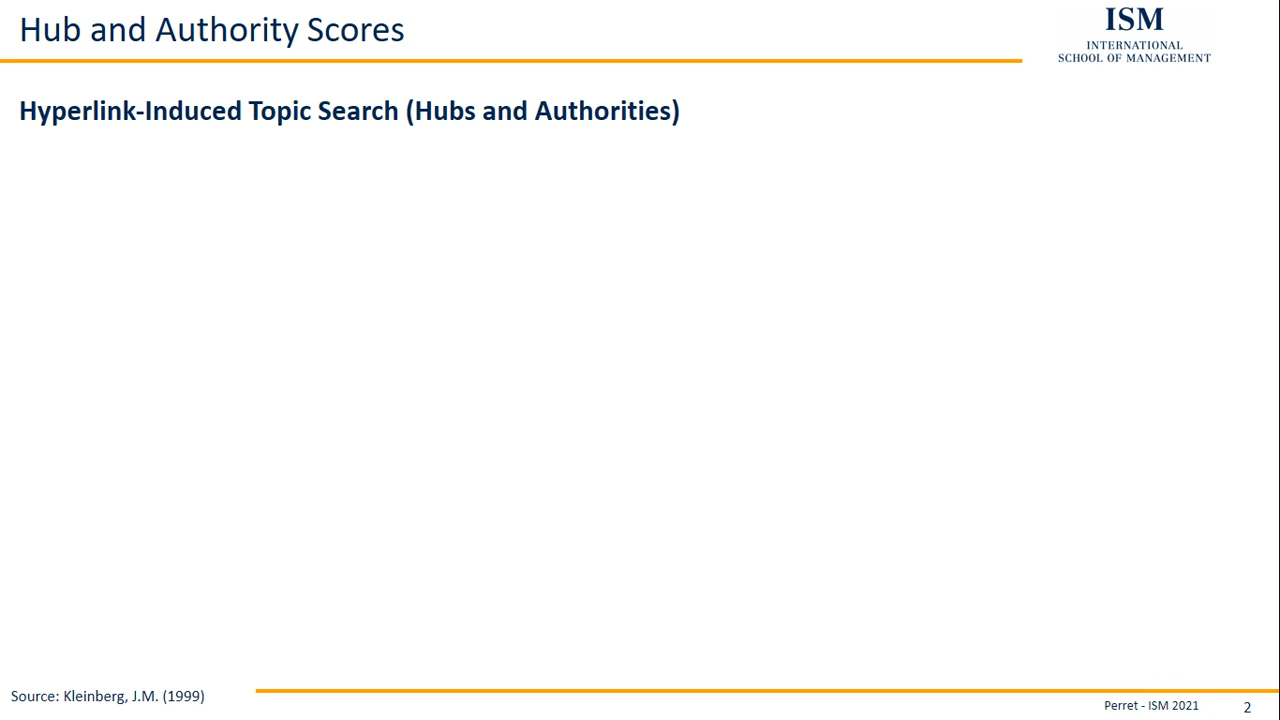 Hub and Authority Scores
ISM
INTERNATIONAL
SCHOOL OF MANAGEMENT
Hyperlink-Induced Topic Search (Hubs and Authorities)
Source: Kleinberg, J.M. (1999)
Perret - ISM 2021
2